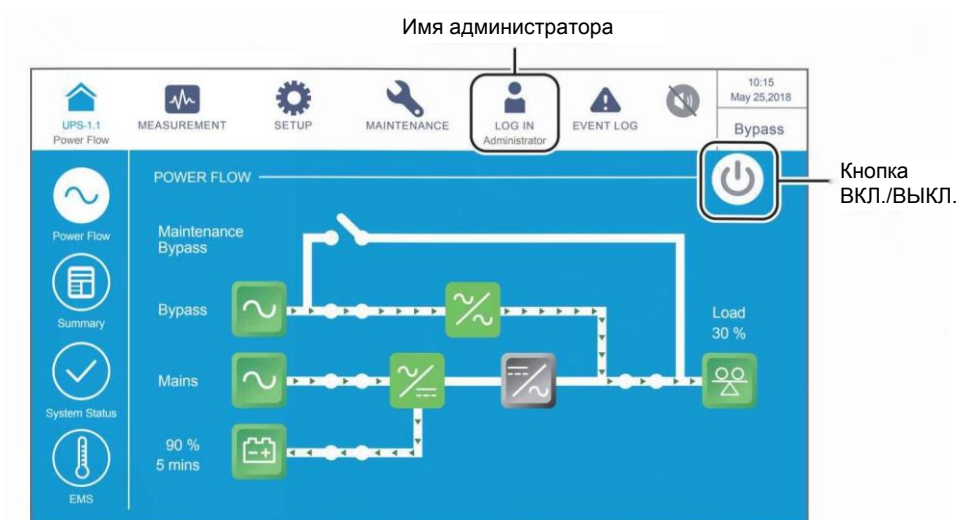 Имя администратора
10:15
May 25,2018
UPS-1.1
Power Flow
MEASUREMENT
SETUP
MAINTENANCE
LOG IN
Administrator
EVENT LOG
Bypass
Кнопка
ВКЛ./ВЫКЛ.
POWER FLOW
Power Flow
Maintenance
Bypass
Summary
Bypass
Load
30 %
System Status
Mains
90 %
5 mins
EMS